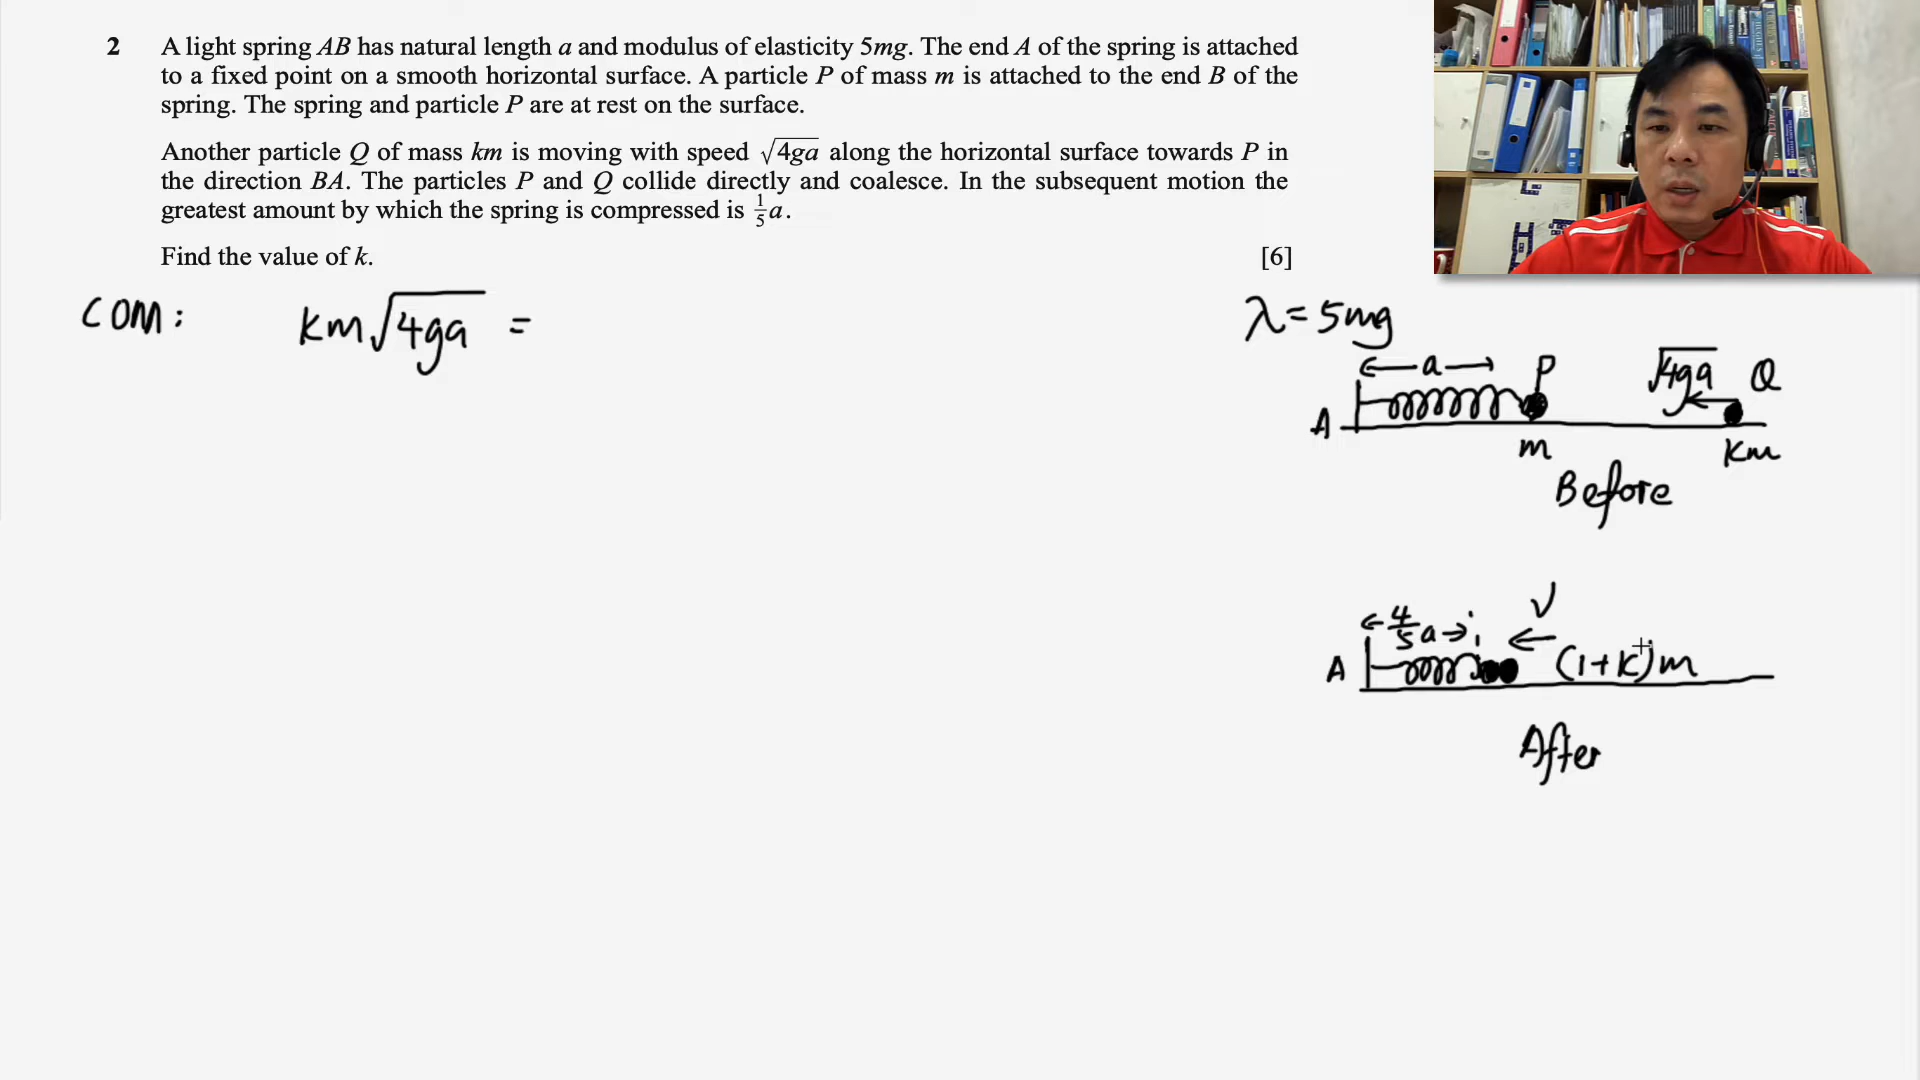 2 A light spring AB has natural length a and modulus of elasticity 5mg. The end A of the spring is attached
to a fixed point on a smooth horizontal surface. A particle P of mass m is attached to the end B of the
spring. The spring and particle P are at rest on the surface.
Another particle Q of mass km is moving with speed √4ga along the horizontal surface towards P in
the direction BA. The particles P and Q collide directly and coalesce. In the subsequent motion the
greatest amount by which the spring is compressed is 1/5 a.
Find the value of k. [6]
COM: km√4ga =
λ = 5mg
a P √4ga Q
A
m km
Before
4/5 a V
A (1+k)m
After